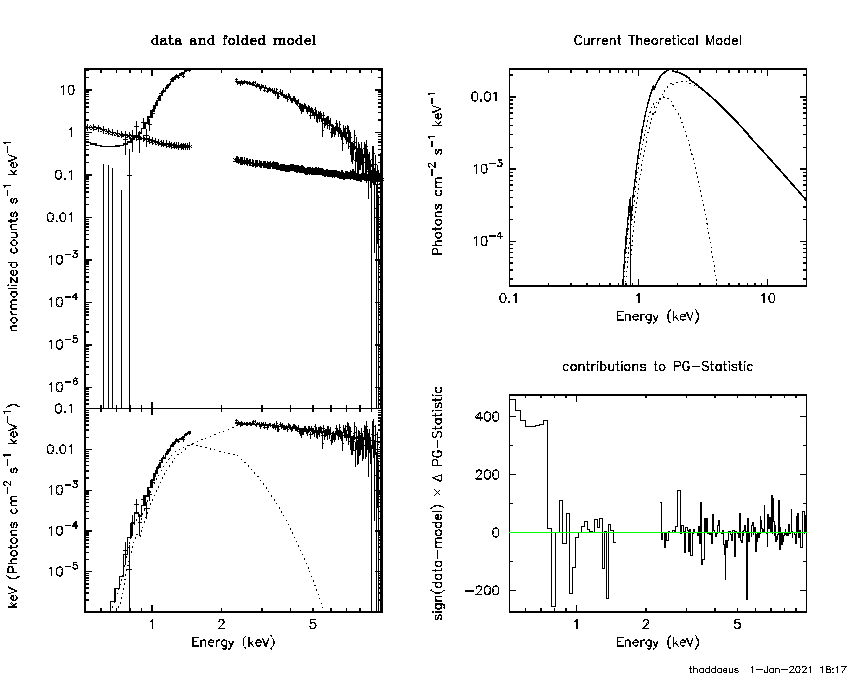 data and folded model
normalized counts s⁻¹ keV⁻¹
10
1
0.1
0.01
10⁻³
10⁻⁴
10⁻⁵
10⁻⁶
keV (Photons cm⁻² s⁻¹ keV⁻¹)
0.1
0.01
10⁻³
10⁻⁴
10⁻⁵
1 2 5
Energy (keV)
Current Theoretical Model
Photons cm⁻² s⁻¹ keV⁻¹
0.01
10⁻³
10⁻⁴
0.1 1 10
Energy (keV)
contributions to PG-Statistic
sign(data-model) × Δ PG-Statistic
400
200
0
-200
1 2 5
Energy (keV)
thaddaeus 1-Jan-2021 18:17